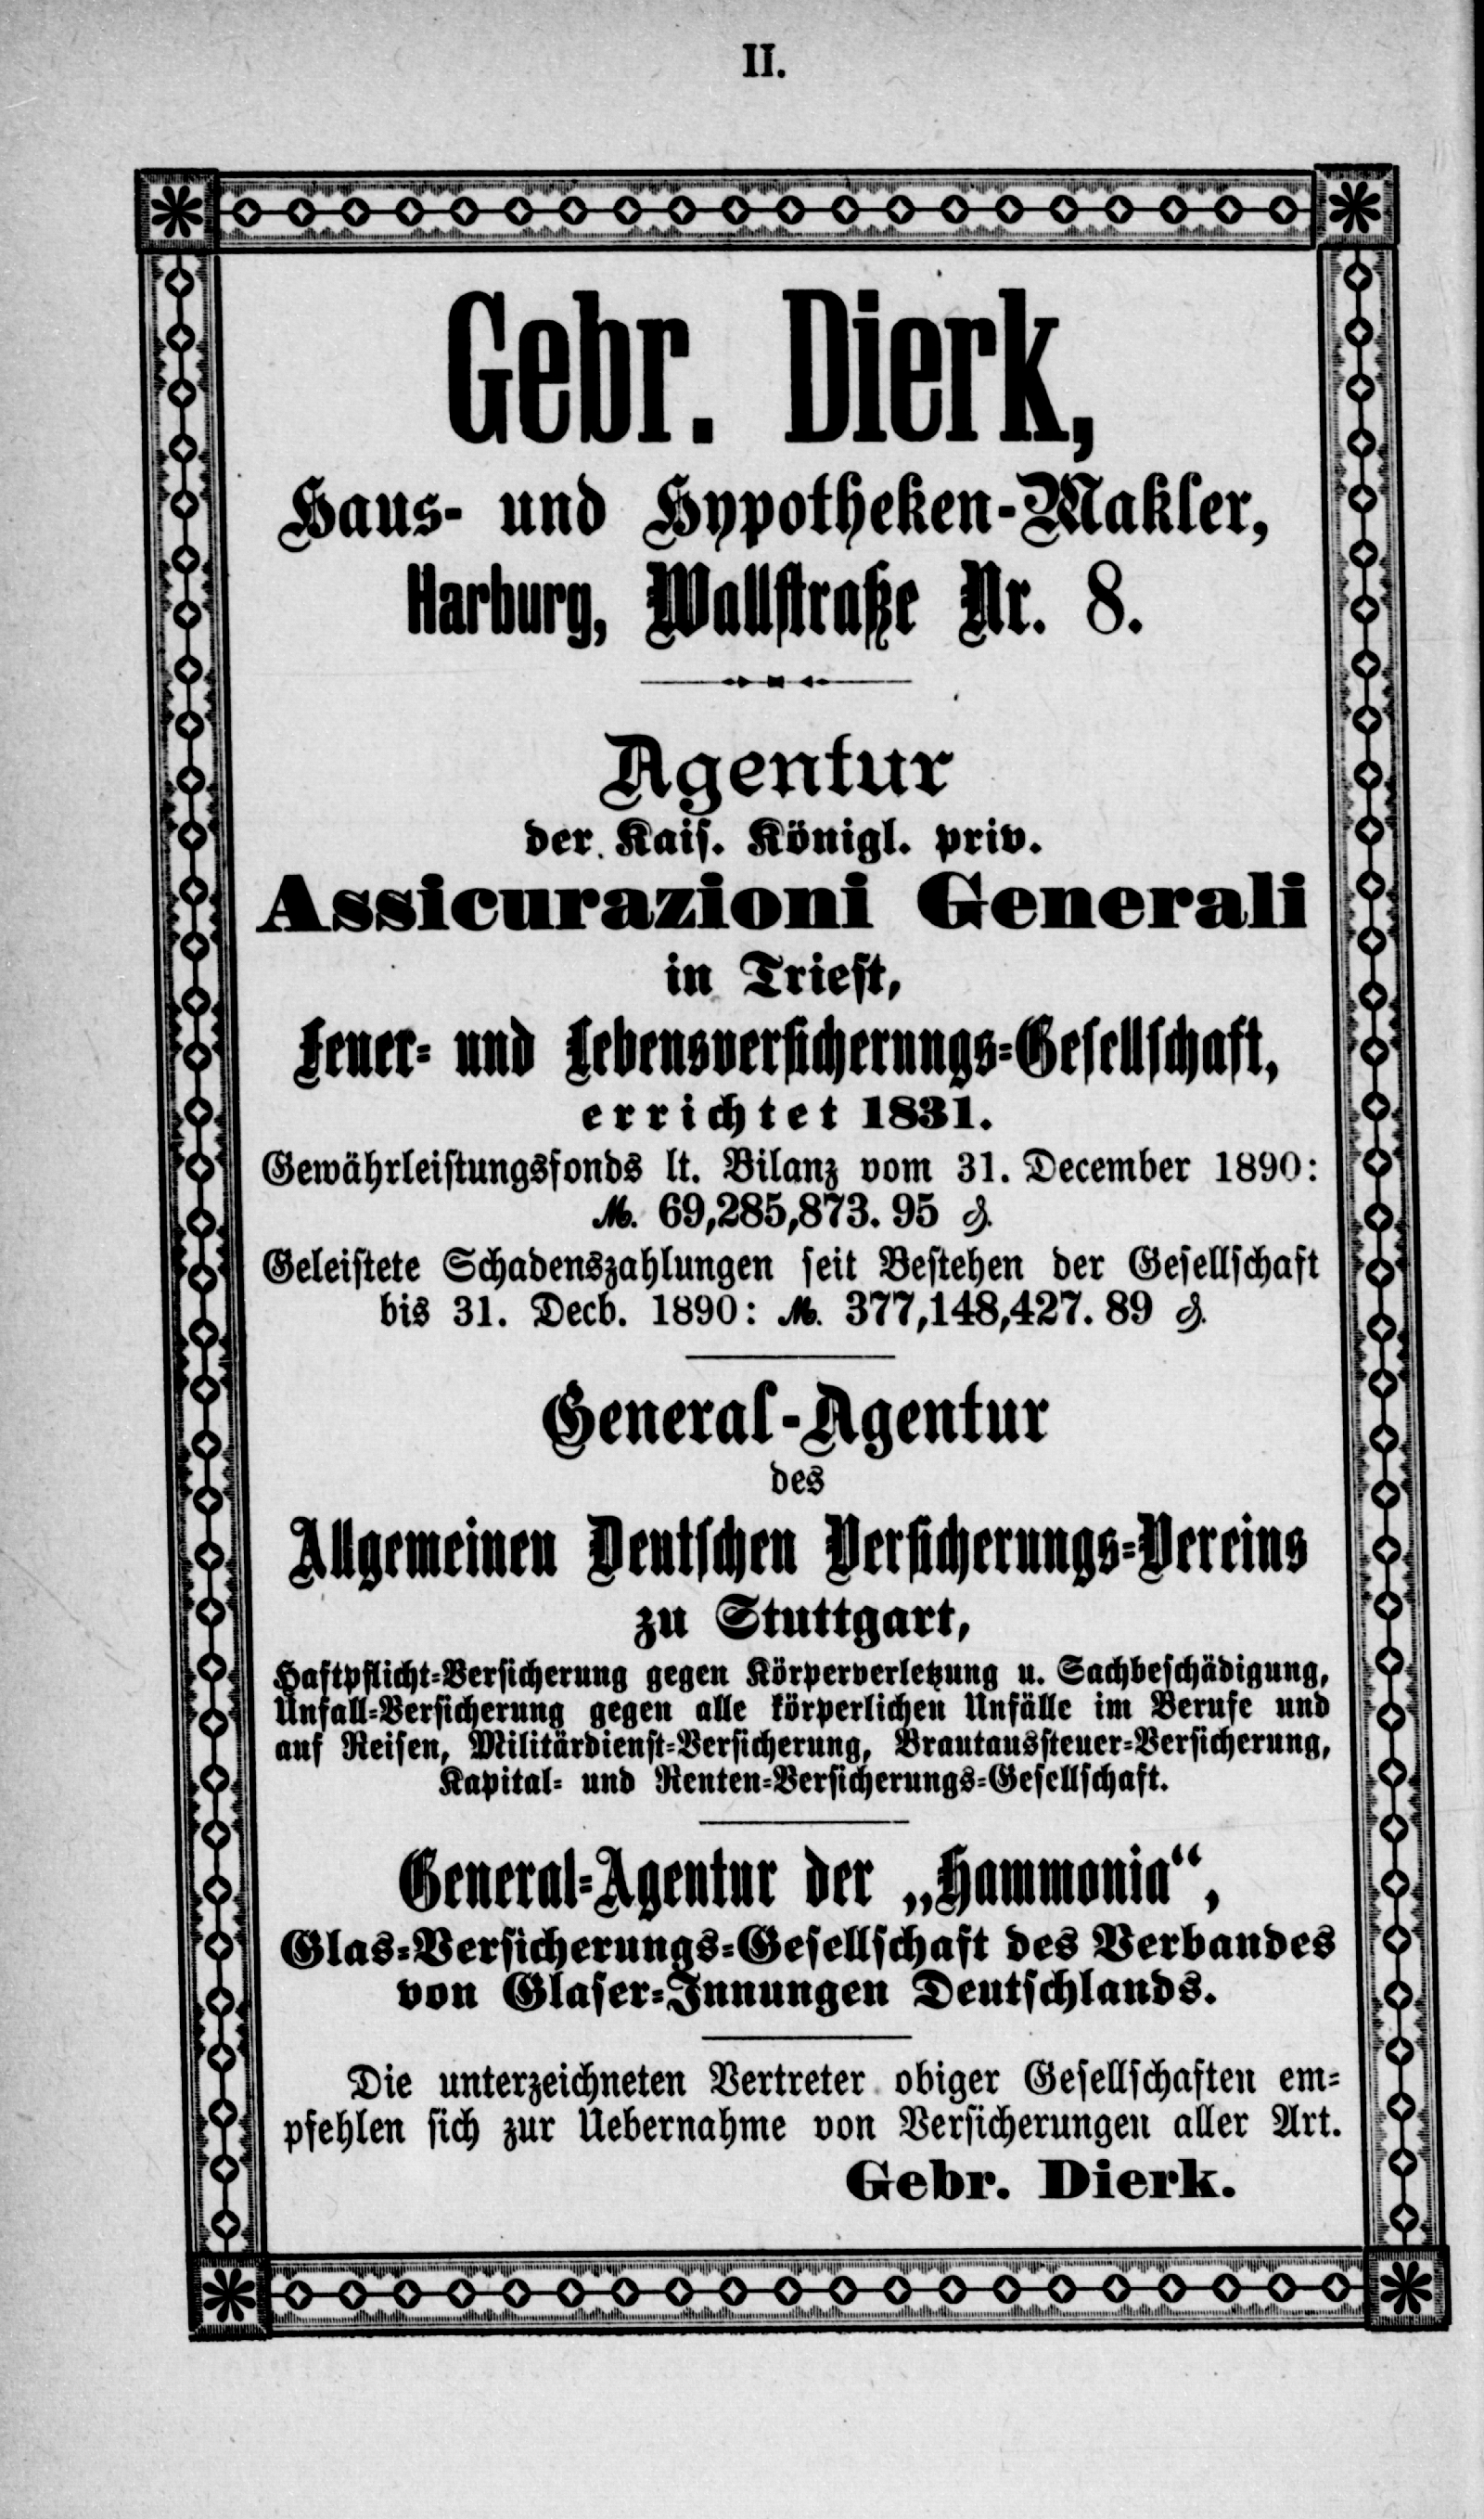 II.
Gebr. Dierk,
Haus- und Hypotheken-Makler,
Harburg, Wallstraße Nr. 8.
Agentur
der Kais. Königl. priv.
Assicurazioni Generali
in Triest,
Feuer- und Lebensversicherungs-Gesellschaft,
errichtet 1831.
Gewährleistungsfonds lt. Bilanz vom 31. December 1890:
M. 69,285,873. 95 ₰.
Geleistete Schadenszahlungen seit Bestehen der Gesellschaft
bis 31. Decb. 1890: M. 377,148,427. 89 ₰.
General-Agentur
des
Allgemeinen Deutschen Versicherungs-Vereins
zu Stuttgart,
Haftpflicht-Versicherung gegen Körperverletzung u. Sachbeschädigung,
Unfall-Versicherung gegen alle körperlichen Unfälle im Berufe und
auf Reisen, Militärdienst-Versicherung, Brautaussteuer-Versicherung,
Kapital- und Renten-Versicherungs-Gesellschaft.
General-Agentur der „Hammonia“,
Glas-Versicherungs-Gesellschaft des Verbandes
von Glaser-Innungen Deutschlands.
Die unterzeichneten Vertreter obiger Gesellschaften em-
pfehlen sich zur Uebernahme von Versicherungen aller Art.
Gebr. Dierk.